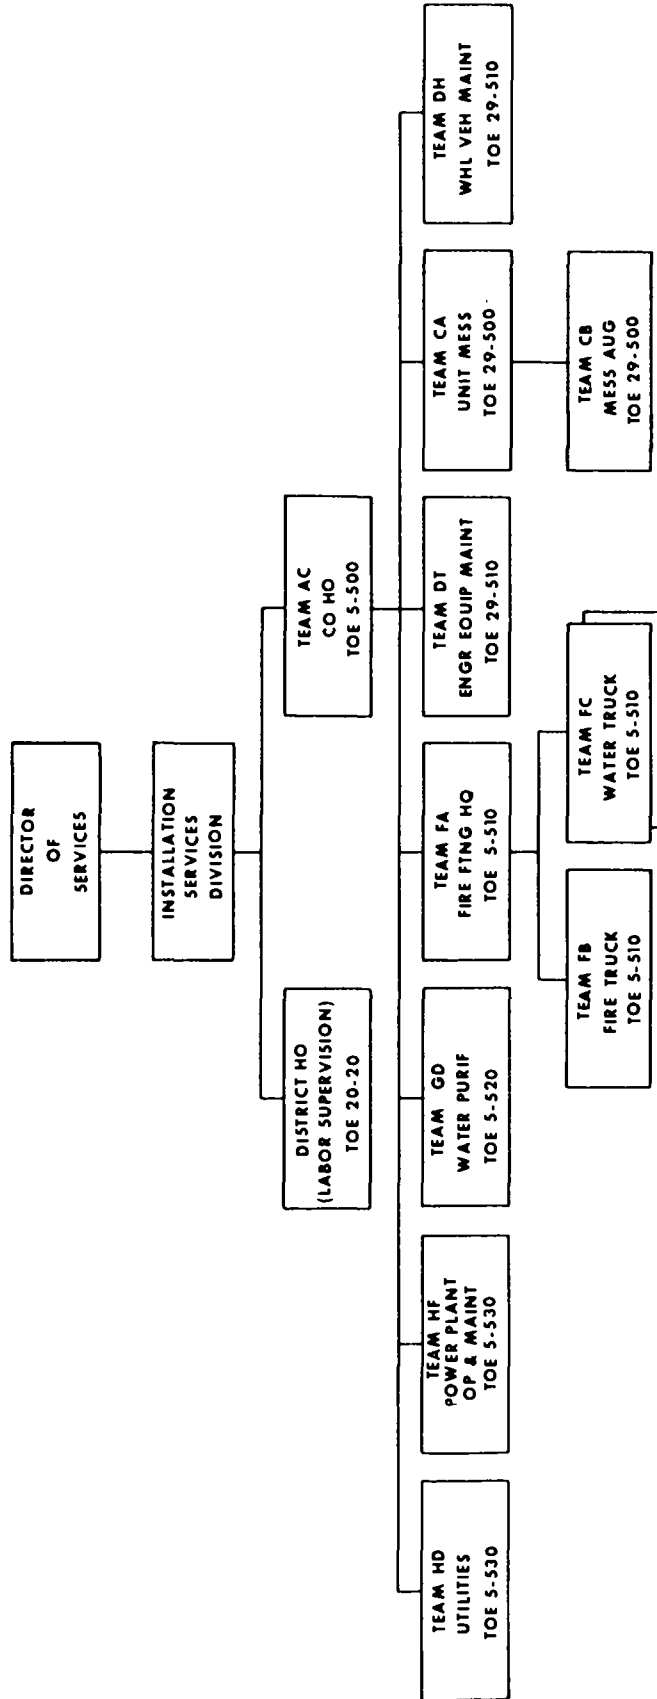 DIRECTOR
OF
SERVICES
INSTALLATION
SERVICES
DIVISION
DISTRICT HQ
(LABOR SUPERVISION)
TOE 20-20
TEAM AC
CO HQ
TOE 5-500
TEAM HD
UTILITIES
TOE 5-530
TEAM HF
POWER PLANT
OP & MAINT
TOE 5-530
TEAM GD
WATER PURIF
TOE 5-520
TEAM FA
FIRE FTNG HQ
TOE 5-510
TEAM DT
ENGR EQUIP MAINT
TOE 29-510
TEAM CA
UNIT MESS
TOE 29-500
TEAM DH
WHL VEH MAINT
TOE 29-510
TEAM FB
FIRE TRUCK
TOE 5-510
TEAM FC
WATER TRUCK
TOE 5-510
TEAM CB
MESS AUG
TOE 29-500